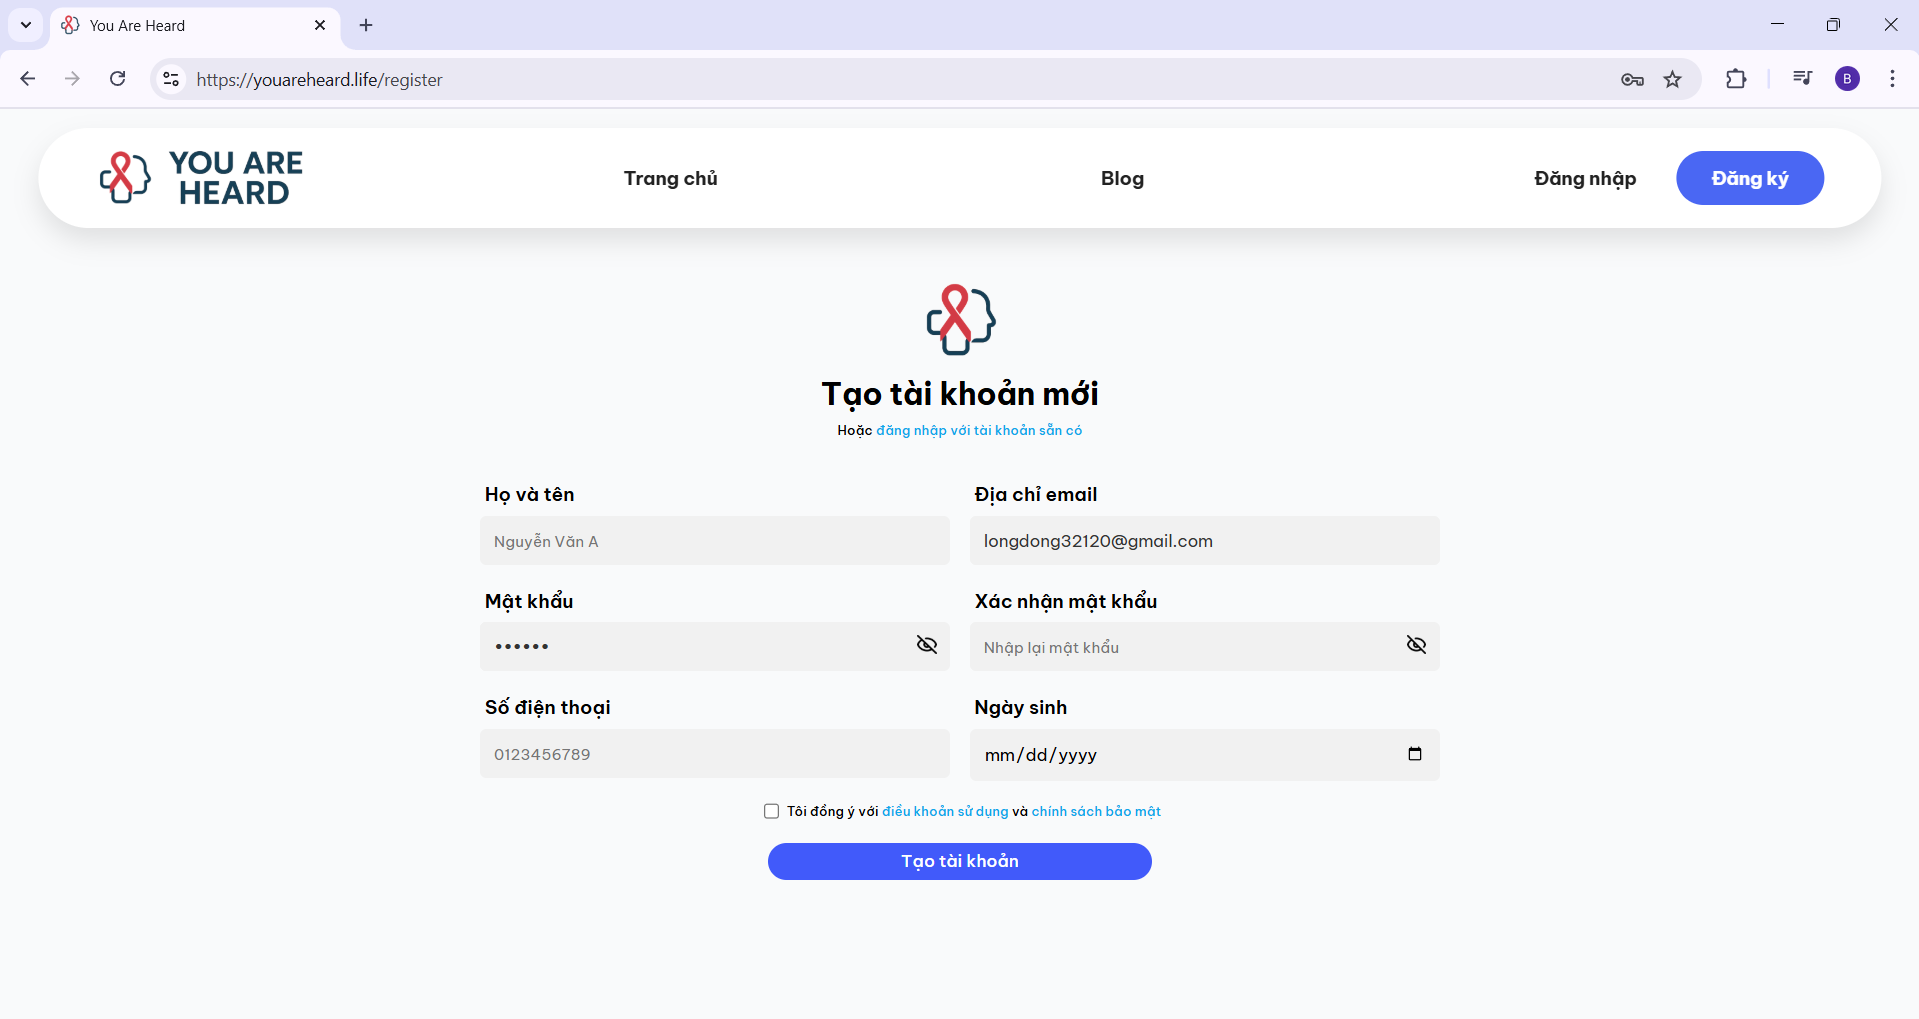 You Are Heard
https://youareheard.life/register
B
YOU ARE
HEARD
Trang chủ
Blog
Đăng nhập
Đăng ký
Tạo tài khoản mới
Hoặc đăng nhập với tài khoản sẵn có
Họ và tên
Địa chỉ email
Nguyễn Văn A
longdong32120@gmail.com
Mật khẩu
Xác nhận mật khẩu
••••••
Nhập lại mật khẩu
Số điện thoại
Ngày sinh
0123456789
mm/dd/yyyy
Tôi đồng ý với điều khoản sử dụng và chính sách bảo mật
Tạo tài khoản